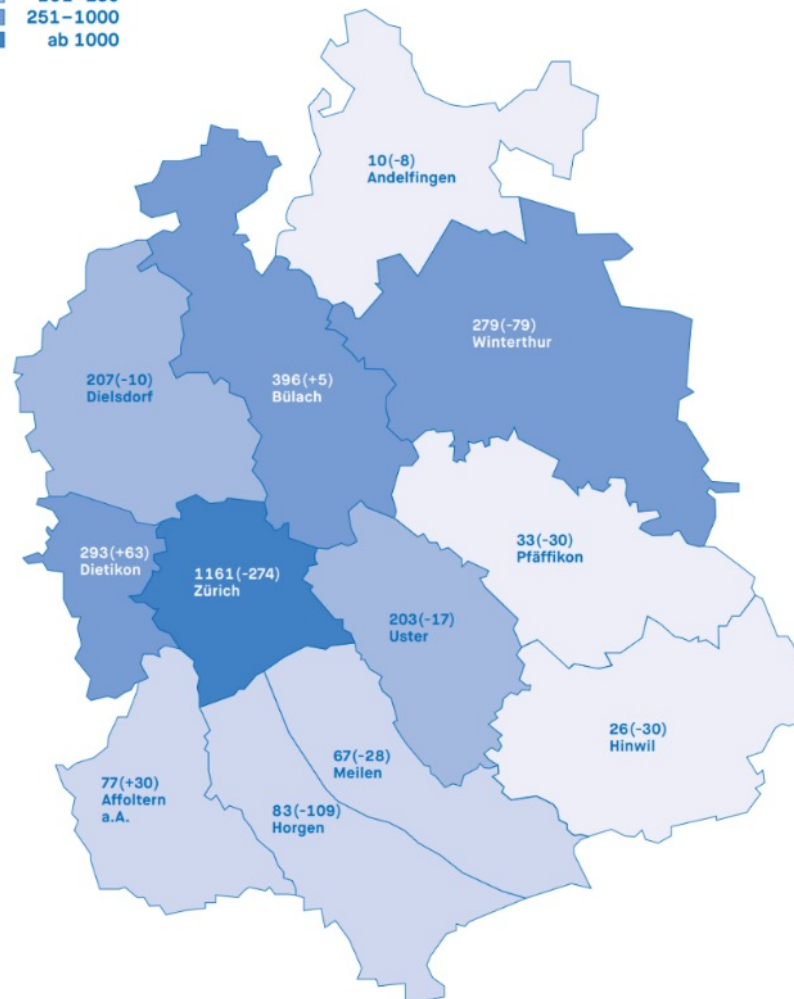 251–1000
ab 1000
10(-8)
Andelfingen
279(-79)
Winterthur
207(-10)
Dielsdorf
396(+5)
Bülach
33(-30)
Pfäffikon
293(+63)
Dietikon
1161(-274)
Zürich
203(-17)
Uster
26(-30)
Hinwil
67(-28)
Meilen
77(+30)
Affoltern
a.A.
83(-109)
Horgen